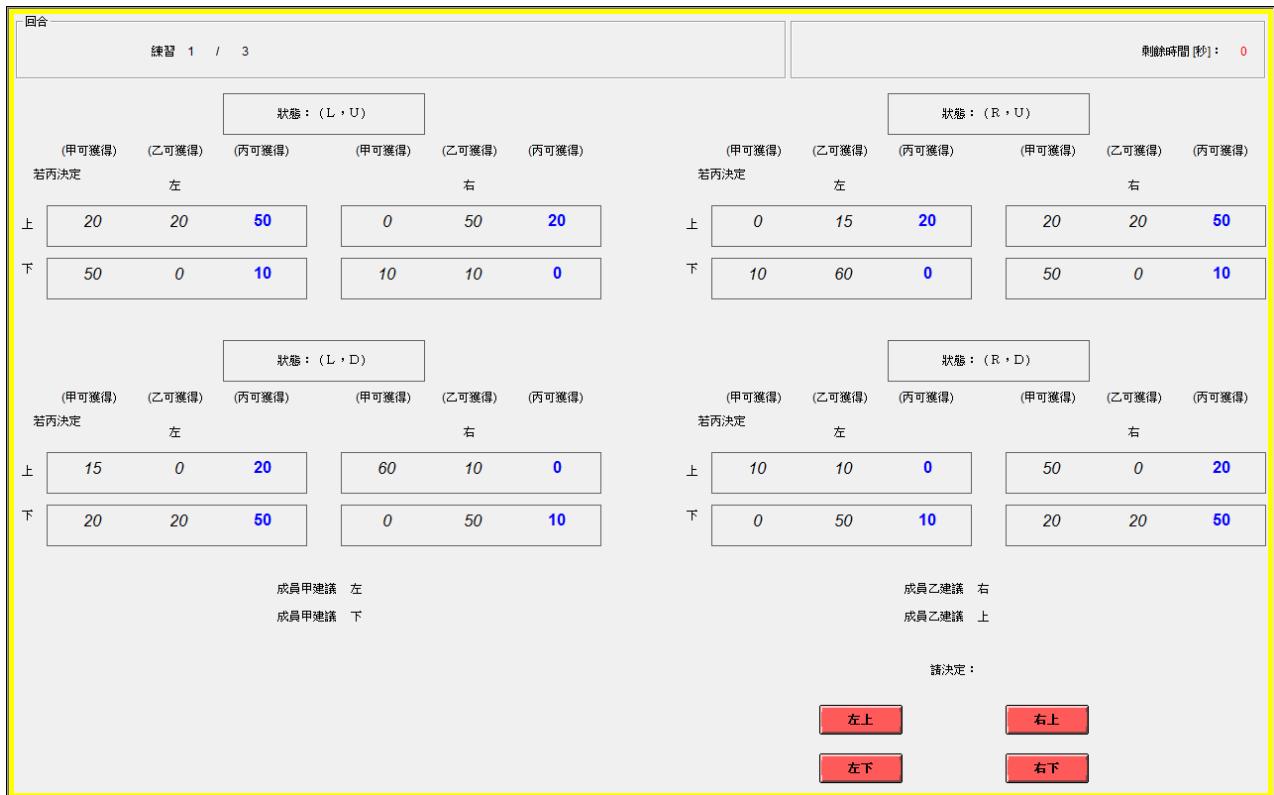 回合
練習 1 / 3
剩餘時間 [秒]： 0
狀態：(L，U)
(甲可獲得) (乙可獲得) (丙可獲得) (甲可獲得) (乙可獲得) (丙可獲得)
若丙決定
左 右
上 20 20 50 0 50 20
下 50 0 10 10 10 0
狀態：(R，U)
(甲可獲得) (乙可獲得) (丙可獲得) (甲可獲得) (乙可獲得) (丙可獲得)
若丙決定
左 右
上 0 15 20 20 20 50
下 10 60 0 50 0 10
狀態：(L，D)
(甲可獲得) (乙可獲得) (丙可獲得) (甲可獲得) (乙可獲得) (丙可獲得)
若丙決定
左 右
上 15 0 20 60 10 0
下 20 20 50 0 50 10
狀態：(R，D)
(甲可獲得) (乙可獲得) (丙可獲得) (甲可獲得) (乙可獲得) (丙可獲得)
若丙決定
左 右
上 10 10 0 50 0 20
下 0 50 10 20 20 50
成員甲建議 左
成員甲建議 下
成員乙建議 右
成員乙建議 上
請決定：
左上 右上
左下 右下